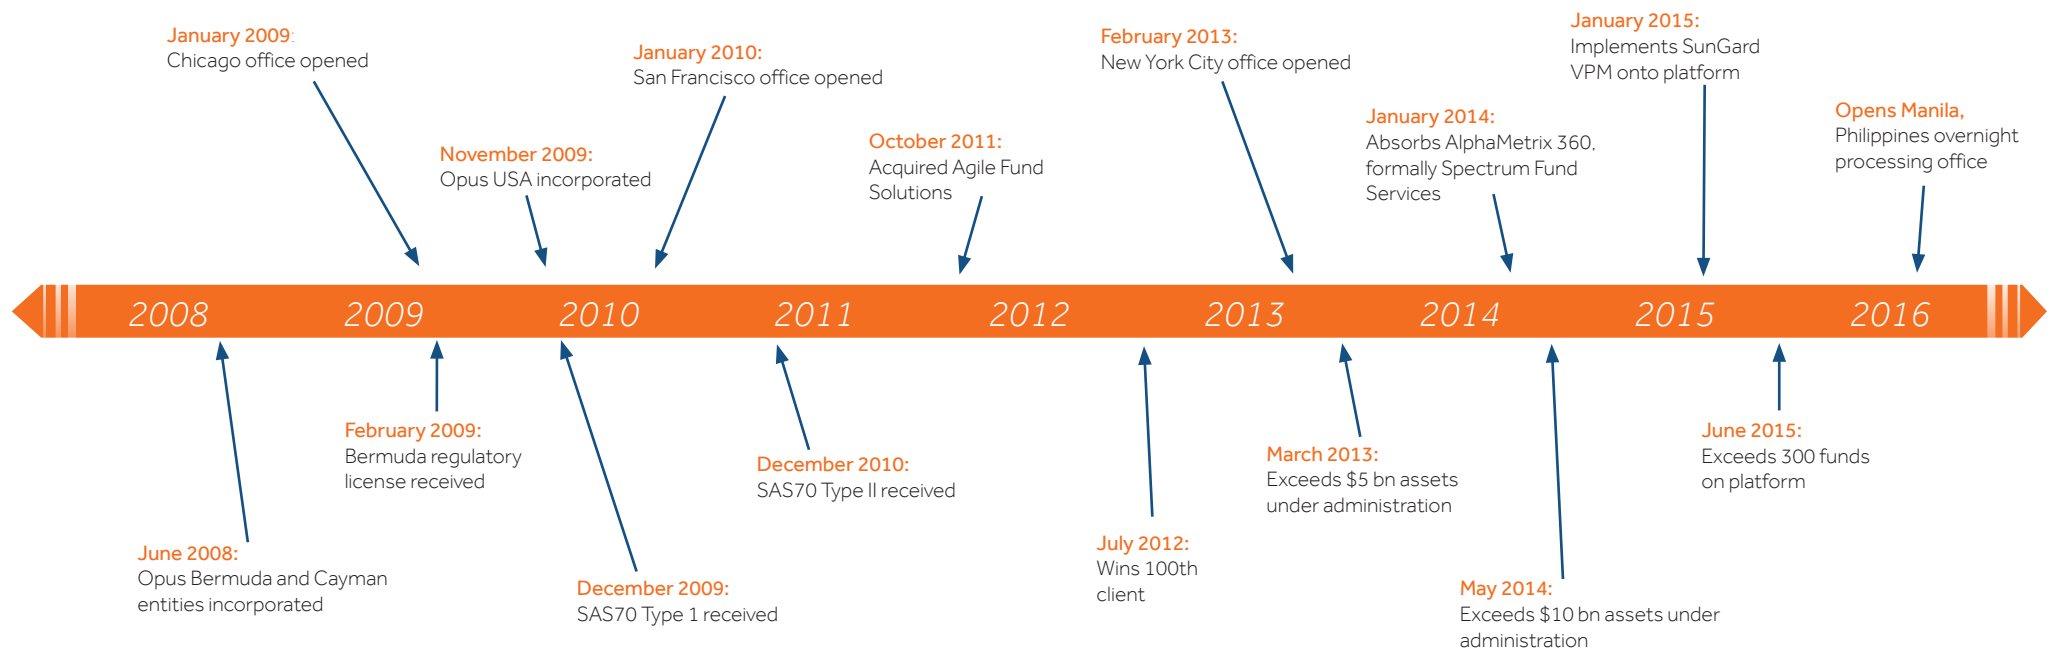 January 2009:
Chicago office opened
November 2009:
Opus USA incorporated
January 2010:
San Francisco office opened
October 2011:
Acquired Agile Fund
Solutions
February 2013:
New York City office opened
January 2014:
Absorbs AlphaMetrix 360,
formally Spectrum Fund
Services
January 2015:
Implements SunGard
VPM onto platform
Opens Manila,
Philippines overnight
processing office
2008 2009 2010 2011 2012 2013 2014 2015 2016
June 2008:
Opus Bermuda and Cayman
entities incorporated
February 2009:
Bermuda regulatory
license received
December 2009:
SAS70 Type 1 received
December 2010:
SAS70 Type II received
July 2012:
Wins 100th
client
March 2013:
Exceeds $5 bn assets
under administration
May 2014:
Exceeds $10 bn assets under
administration
June 2015:
Exceeds 300 funds
on platform